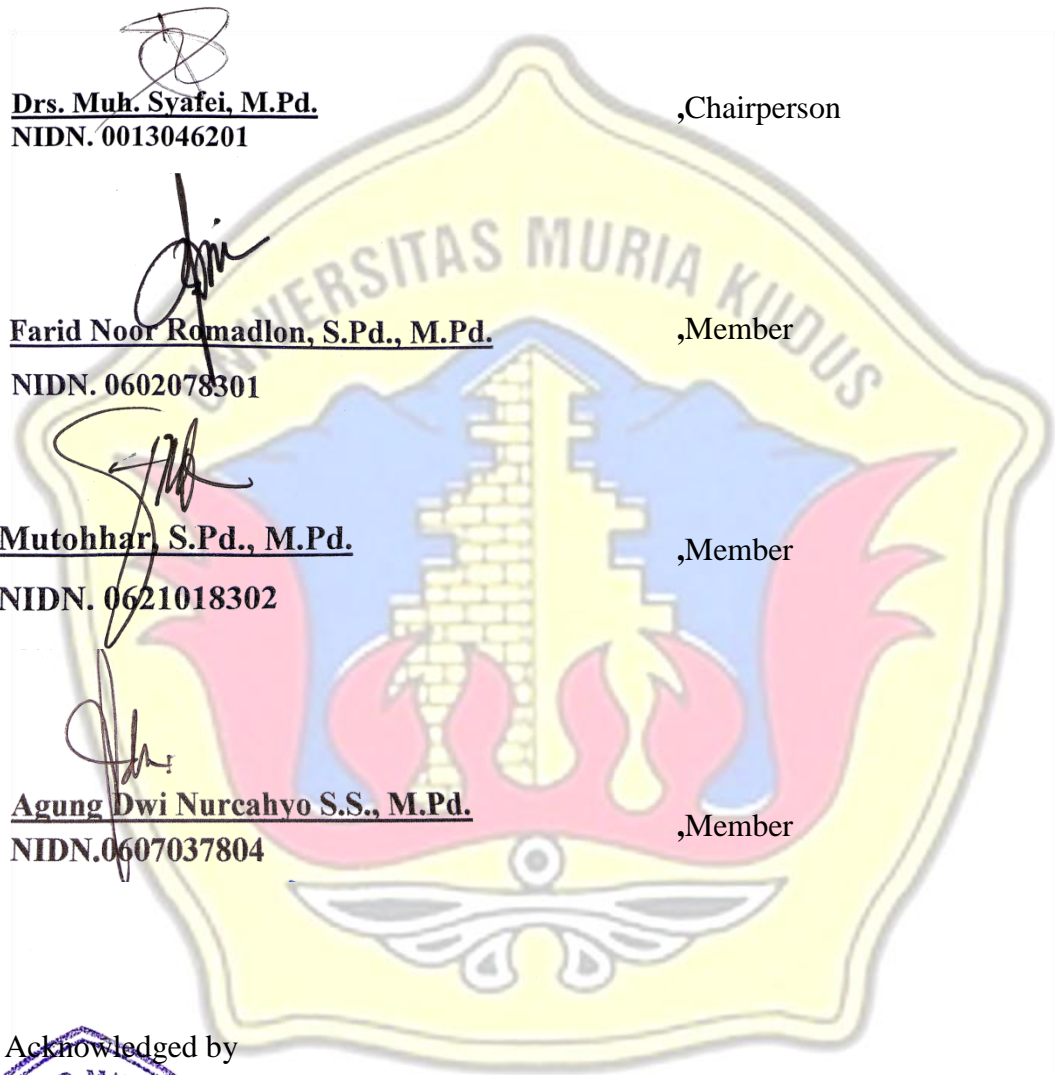 Drs. Muh. Syafei, M.Pd.
,Chairperson
NIDN. 0013046201
UNIVERSITAS MURIA KUDUS
Farid Noor Romadlon, S.Pd., M.Pd.
,Member
NIDN. 0602078301
Mutohhar, S.Pd., M.Pd.
,Member
NIDN. 0621018302
Agung Dwi Nurcahyo S.S., M.Pd.
,Member
NIDN.0607037804
Acknowledged by